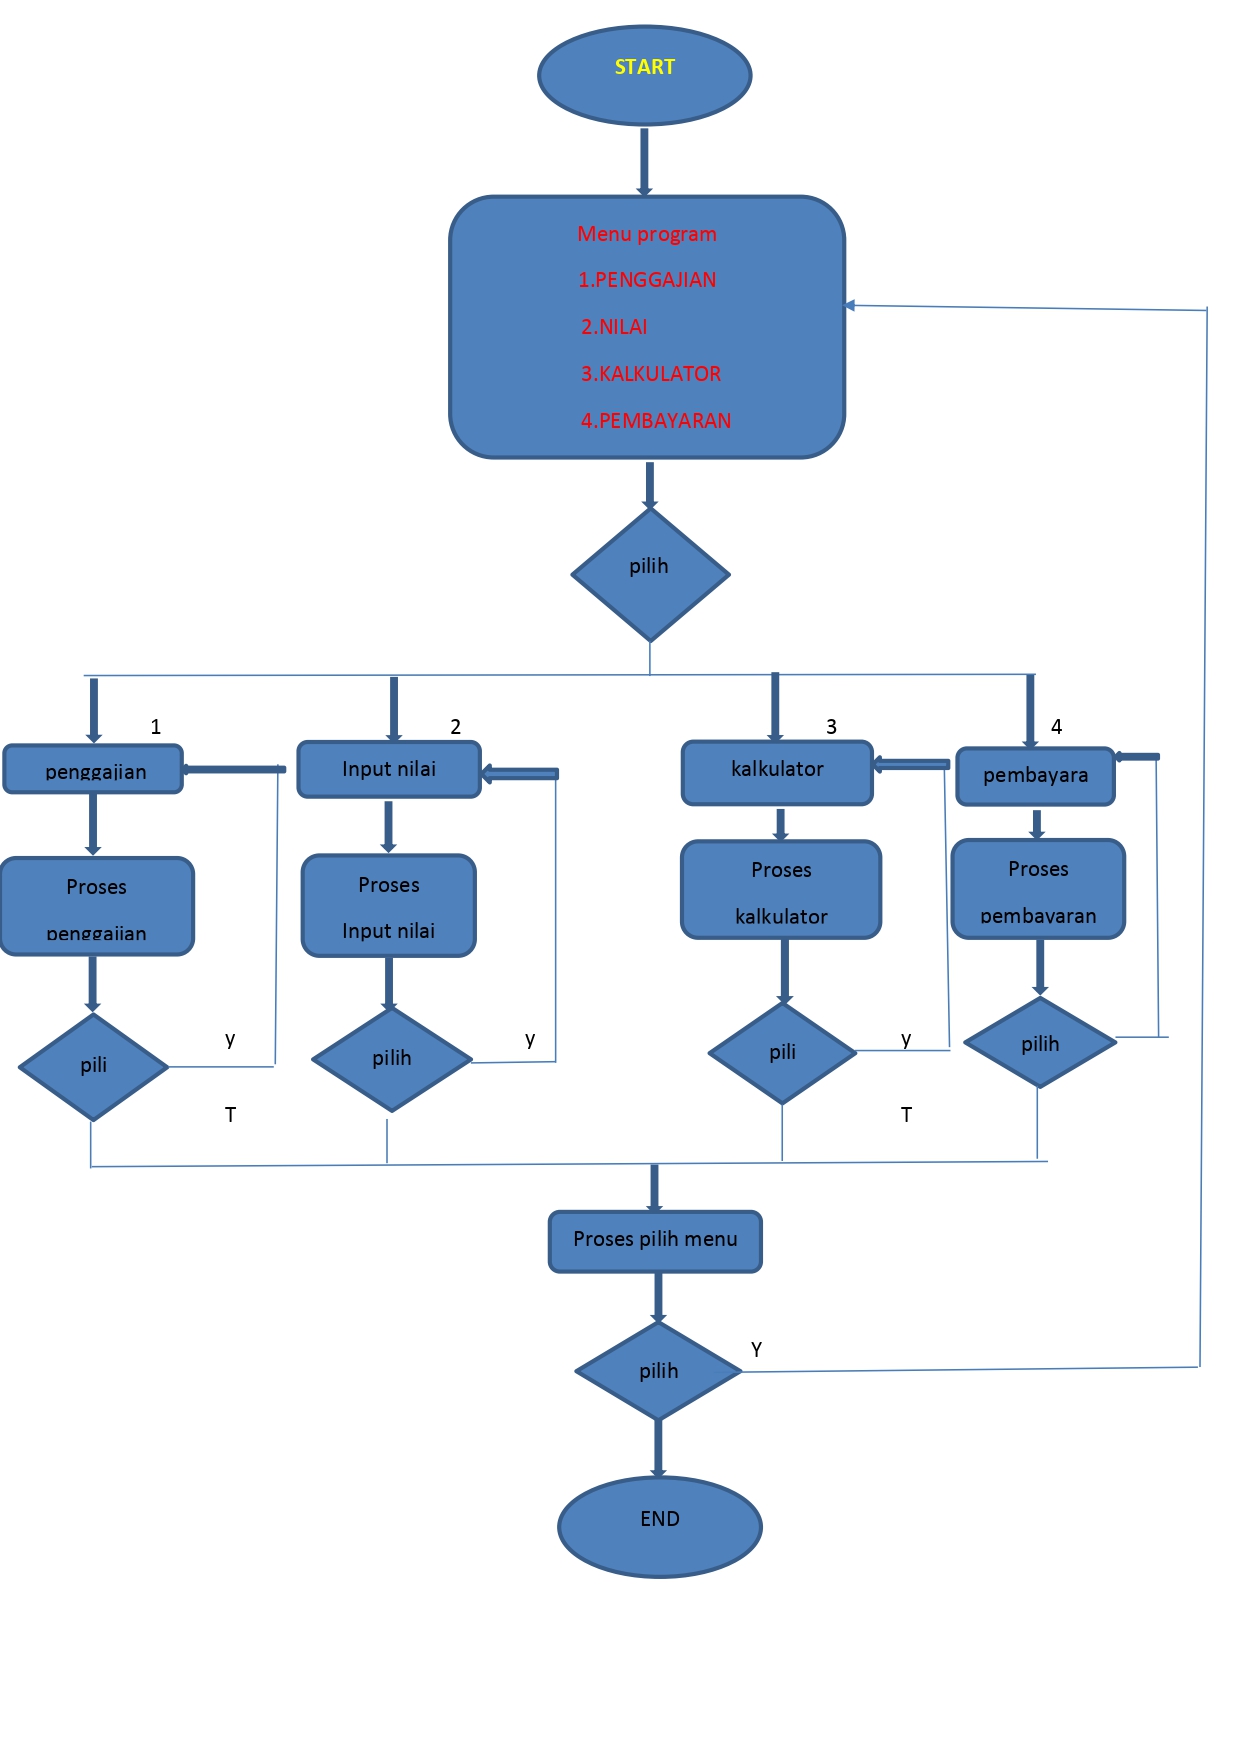 START
Menu program
1.PENGGAJIAN
2.NILAI
3.KALKULATOR
4.PEMBAYARAN
pilih
1
2
3
4
penggajian
Input nilai
kalkulator
pembayara
Proses
penggajian
Proses
Input nilai
Proses
kalkulator
Proses
pembayaran
pili
y
T
pilih
y
pili
y
T
pilih
Proses pilih menu
pilih
Y
END